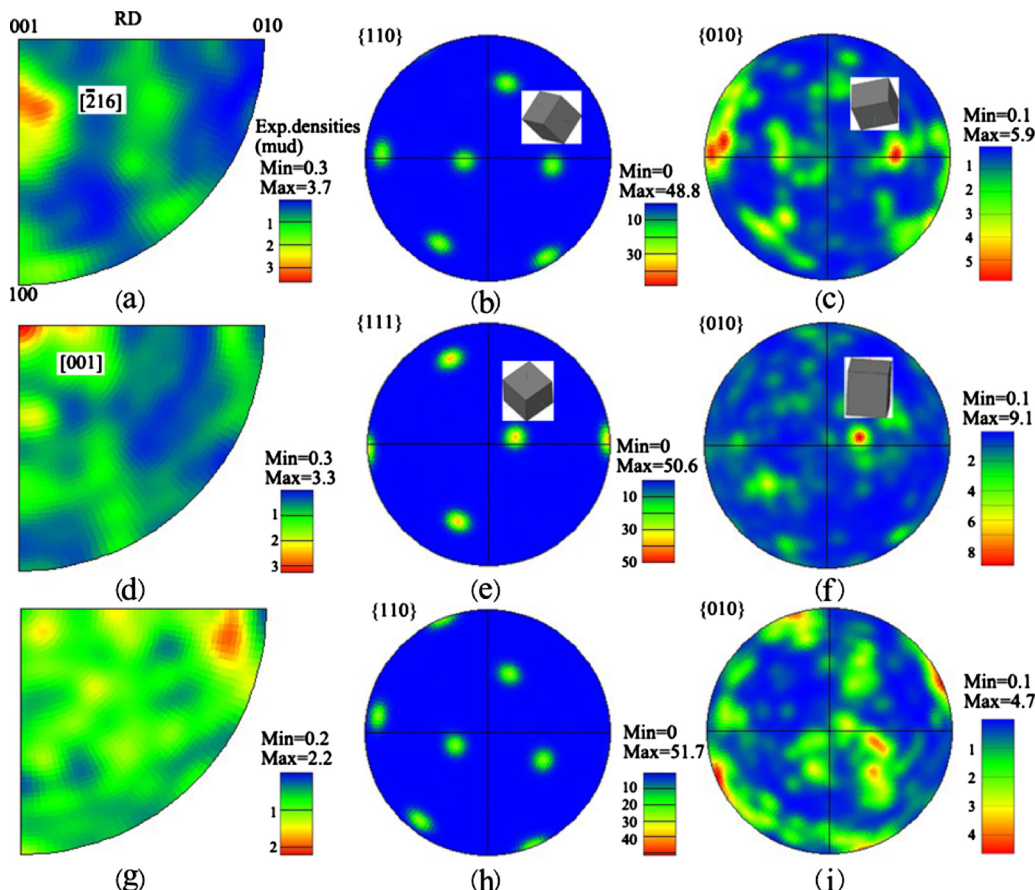 001
RD
010
[2̄16]
Exp.densities
(mud)
Min=0.3
Max=3.7
1
2
3
100
(a)
{110}
Min=0
Max=48.8
10
30
(b)
{010}
Min=0.1
Max=5.9
1
2
3
4
5
(c)
[001]
Min=0.3
Max=3.3
1
2
3
(d)
{111}
Min=0
Max=50.6
10
20
30
40
50
(e)
{010}
Min=0.1
Max=9.1
2
4
6
8
(f)
Min=0.2
Max=2.2
1
2
(g)
{110}
Min=0
Max=51.7
10
20
30
40
(h)
{010}
Min=0.1
Max=4.7
1
2
3
4
(i)